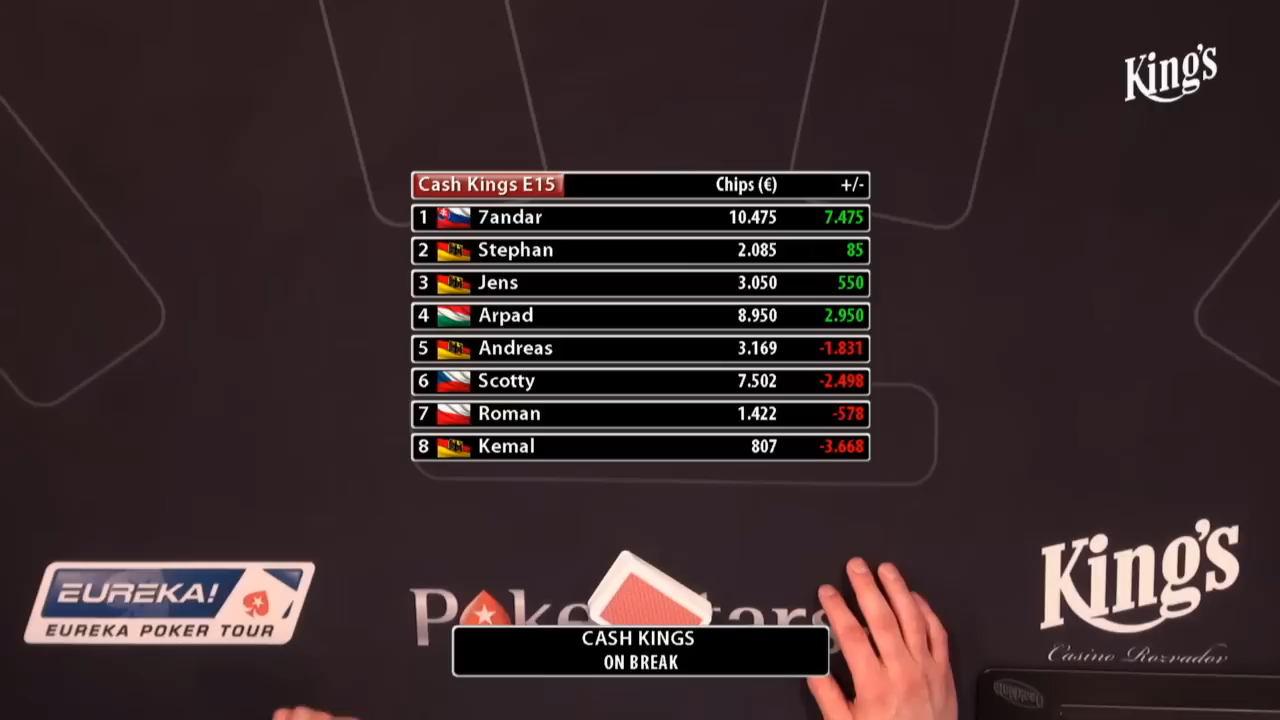 King's
Cash Kings E15 Chips (€) +/-
1 7andar 10.475 7.475
2 Stephan 2.085 85
3 Jens 3.050 550
4 Arpad 8.950 2.950
5 Andreas 3.169 -1.831
6 Scotty 7.502 -2.498
7 Roman 1.422 -578
8 Kemal 807 -3.668
EUREKA!
EUREKA POKER TOUR
King's
Casino Rozvadov
CASH KINGS
ON BREAK